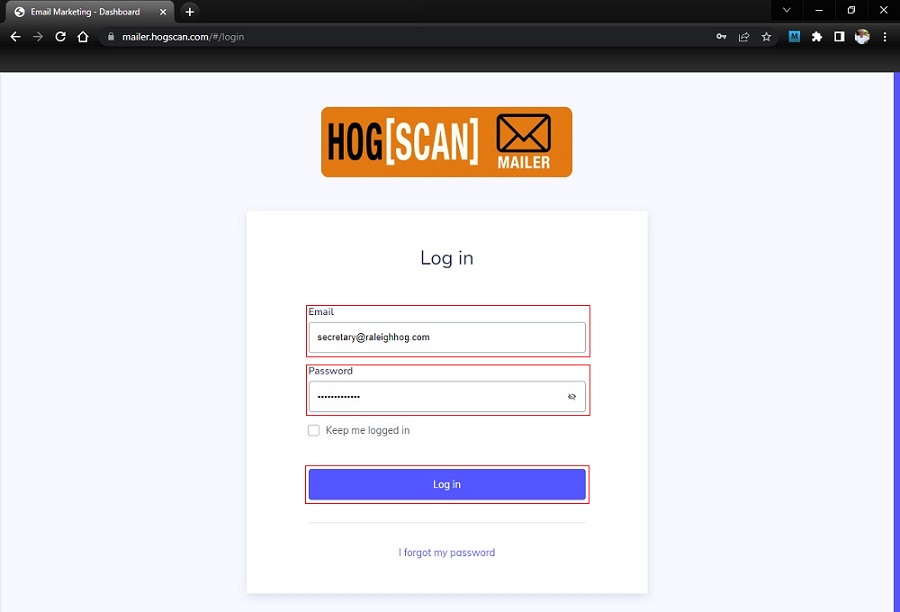 Email Marketing - Dashboard
mailer.hogscan.com/#/login
M
HOG[SCAN]
MAILER
Log in
Email
secretary@raleighhog.com
Password
•••••••••••••
Keep me logged in
Log in
I forgot my password